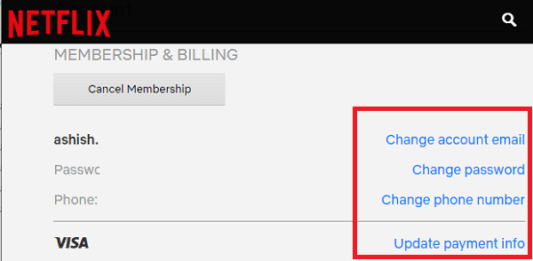 NETFLIX
MEMBERSHIP & BILLING
Cancel Membership
ashish. Change account email
Passwc Change password
Phone: Change phone number
VISA Update payment info